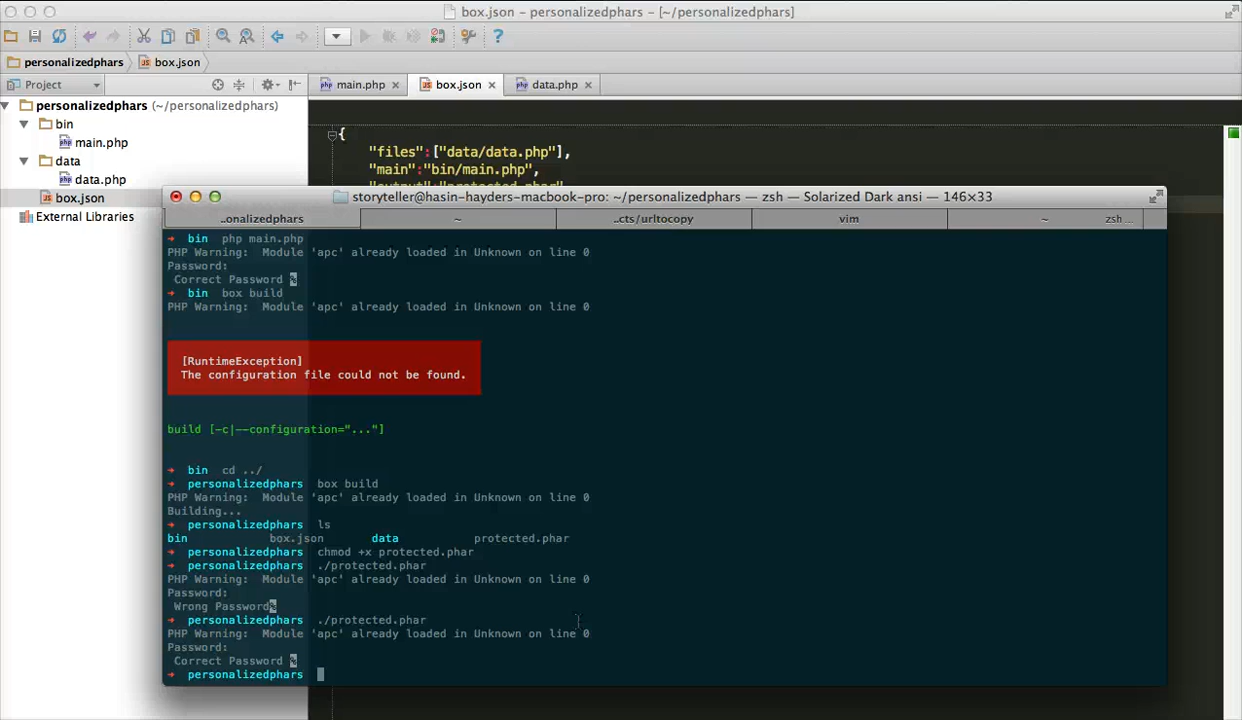 box.json - personalizedphars - [~/personalizedphars]
personalizedphars box.json
Project
main.php box.json data.php
personalizedphars (~/personalizedphars)
bin
main.php
data
data.php
box.json
External Libraries
{
"files":["data/data.php"],
"main":"bin/main.php",
storyteller@hasin-hayders-macbook-pro: ~/personalizedphars — zsh — Solarized Dark ansi — 146×33
..onalizedphars ~ ..cts/urltocopy vim ~ zsh ...
➜ bin php main.php
PHP Warning: Module 'apc' already loaded in Unknown on line 0
Password:
Correct Password %
➜ bin box build
PHP Warning: Module 'apc' already loaded in Unknown on line 0
[RuntimeException]
The configuration file could not be found.
build [-c|--configuration="..."]
➜ bin cd ../
➜ personalizedphars box build
PHP Warning: Module 'apc' already loaded in Unknown on line 0
Building...
➜ personalizedphars ls
bin box.json data protected.phar
➜ personalizedphars chmod +x protected.phar
➜ personalizedphars ./protected.phar
PHP Warning: Module 'apc' already loaded in Unknown on line 0
Password:
Wrong Password%
➜ personalizedphars ./protected.phar
PHP Warning: Module 'apc' already loaded in Unknown on line 0
Password:
Correct Password %
➜ personalizedphars